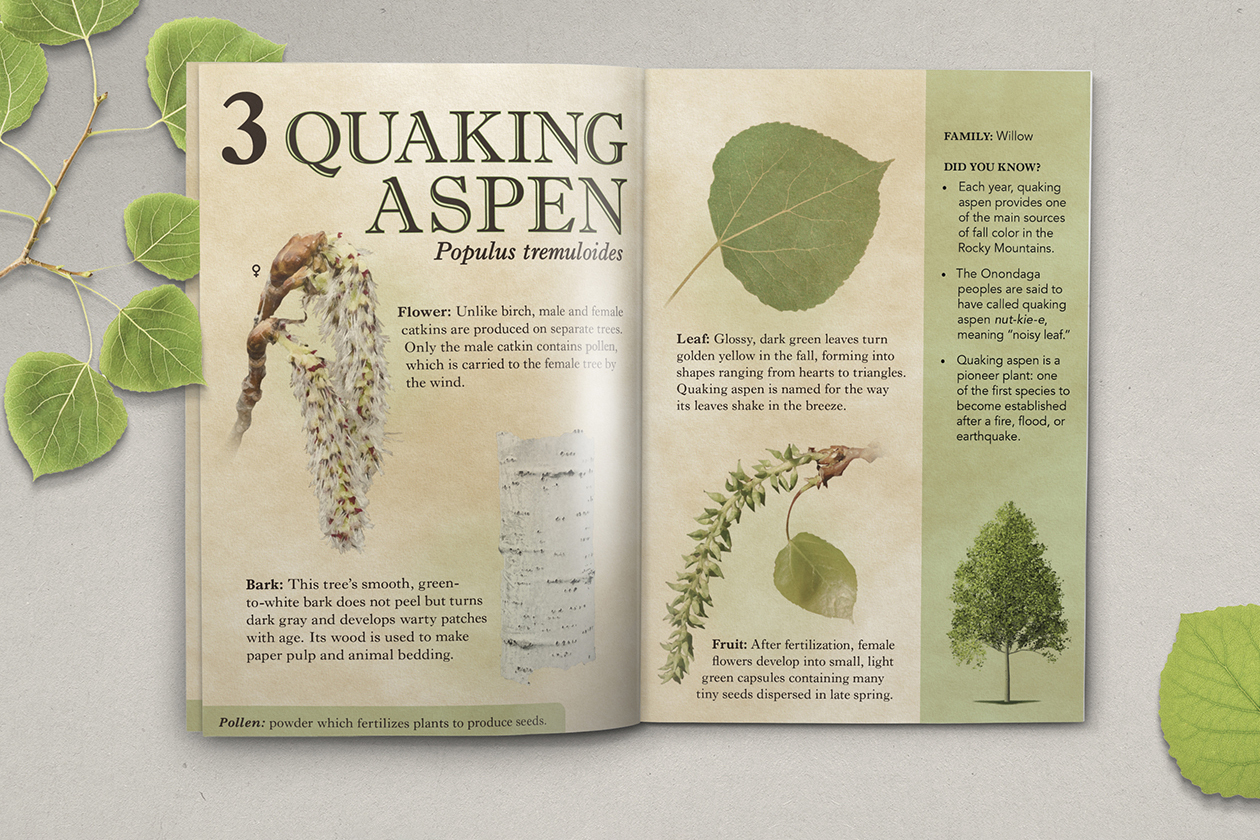 3 QUAKING
ASPEN
Populus tremuloides
♀
Flower: Unlike birch, male and female
catkins are produced on separate trees.
Only the male catkin contains pollen,
which is carried to the female tree by
the wind.
Bark: This tree's smooth, green-
to-white bark does not peel but turns
dark gray and develops warty patches
with age. Its wood is used to make
paper pulp and animal bedding.
Pollen: powder which fertilizes plants to produce seeds.
Leaf: Glossy, dark green leaves turn
golden yellow in the fall, forming into
shapes ranging from hearts to triangles.
Quaking aspen is named for the way
its leaves shake in the breeze.
Fruit: After fertilization, female
flowers develop into small, light
green capsules containing many
tiny seeds dispersed in late spring.
FAMILY: Willow
DID YOU KNOW?
• Each year, quaking
aspen provides one
of the main sources
of fall color in the
Rocky Mountains.
• The Onondaga
peoples are said to
have called quaking
aspen nut-kie-e,
meaning "noisy leaf."
• Quaking aspen is a
pioneer plant: one
of the first species to
become established
after a fire, flood, or
earthquake.